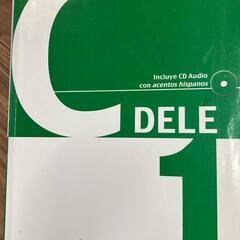 Incluye CD Audio
con acentos hispanos
C DELE
1